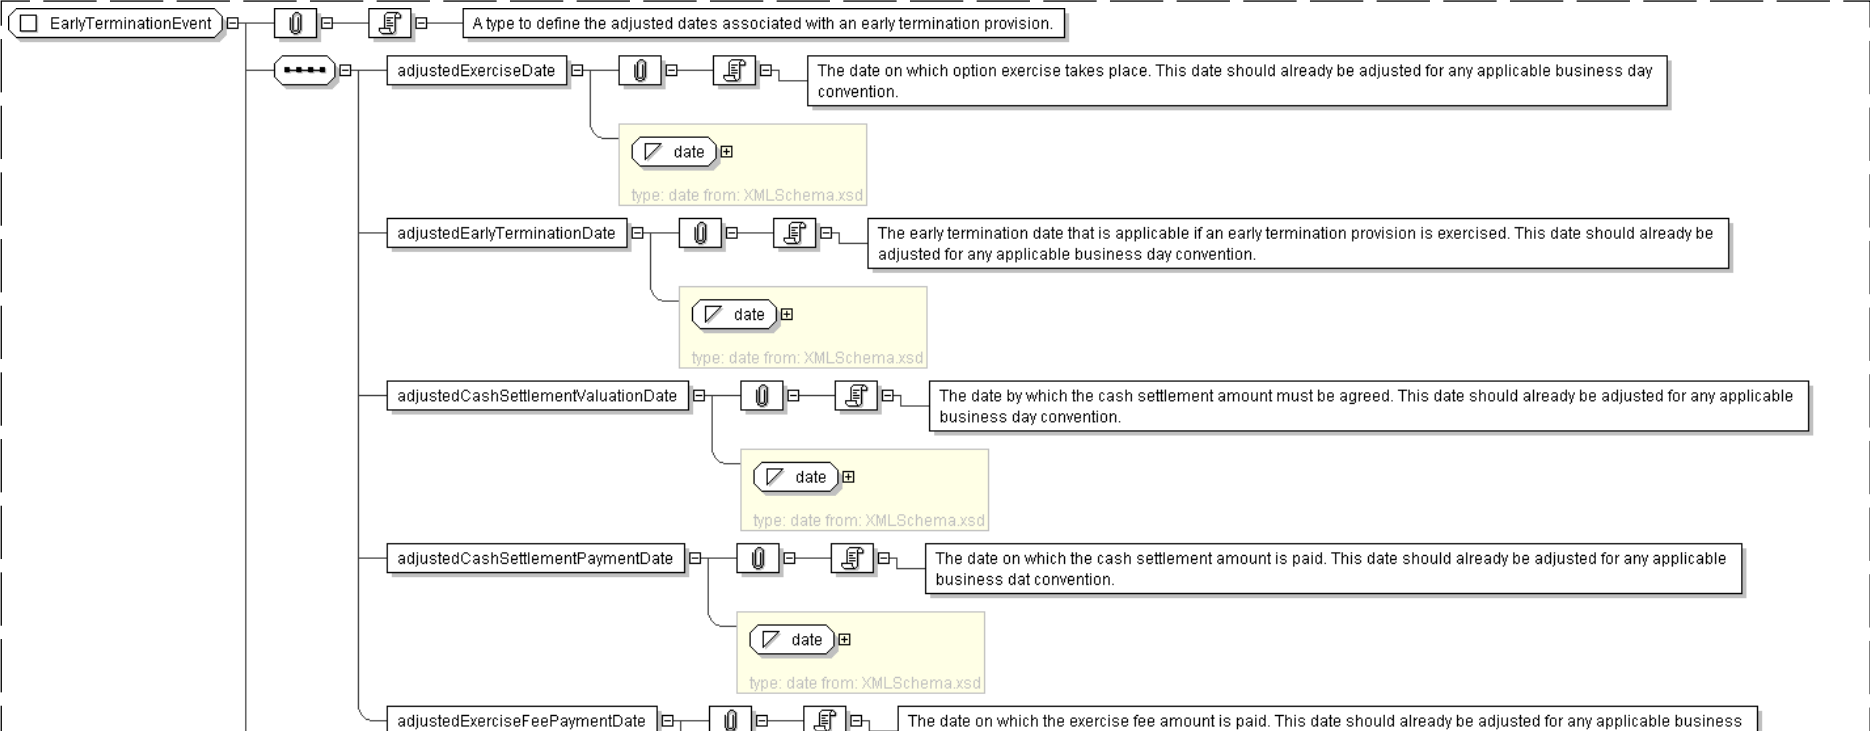 EarlyTerminationEvent
A type to define the adjusted dates associated with an early termination provision.
adjustedExerciseDate
The date on which option exercise takes place. This date should already be adjusted for any applicable business day
convention.
date
type: date from: XMLSchema.xsd
adjustedEarlyTerminationDate
The early termination date that is applicable if an early termination provision is exercised. This date should already be
adjusted for any applicable business day convention.
date
type: date from: XMLSchema.xsd
adjustedCashSettlementValuationDate
The date by which the cash settlement amount must be agreed. This date should already be adjusted for any applicable
business day convention.
date
type: date from: XMLSchema.xsd
adjustedCashSettlementPaymentDate
The date on which the cash settlement amount is paid. This date should already be adjusted for any applicable
business dat convention.
date
type: date from: XMLSchema.xsd
adjustedExerciseFeePaymentDate
The date on which the exercise fee amount is paid. This date should already be adjusted for any applicable business